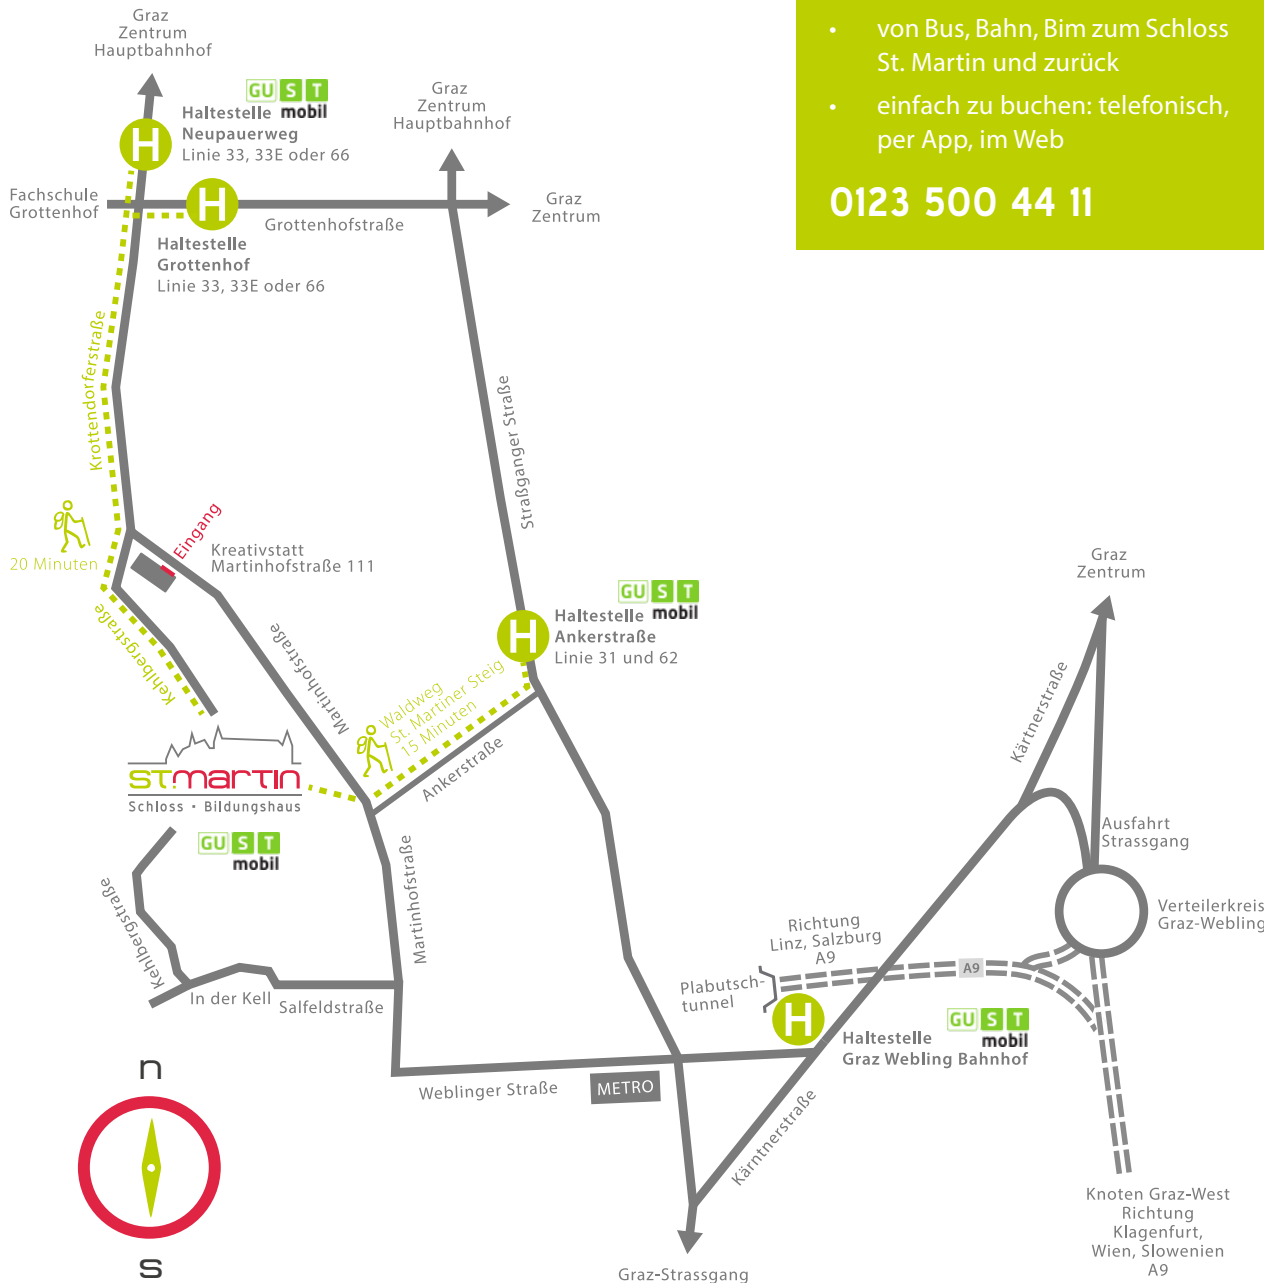 Graz
Zentrum
Hauptbahnhof
• von Bus, Bahn, Bim zum Schloss
St. Martin und zurück
• einfach zu buchen: telefonisch,
per App, im Web
0123 500 44 11
GUST
mobil
Haltestelle
Neupauerweg
Linie 33, 33E oder 66
H
Graz
Zentrum
Hauptbahnhof
Fachschule
Grottenhof
H
Grottenhofstraße
Graz
Zentrum
Haltestelle
Grottenhof
Linie 33, 33E oder 66
Krottendorferstraße
Straßganger Straße
20 Minuten
Eingang
Kreativstatt
Martinhofstraße 111
Kehlbergstraße
Martinhofstraße
GUST
mobil
H
Haltestelle
Ankerstraße
Linie 31 und 62
Graz
Zentrum
Waldweg
St. Martiner Steig
15 Minuten
Ankerstraße
Kärtnerstraße
ST.martin
Schloss • Bildungshaus
GUST
mobil
Kehlbergstraße
Martinhofstraße
In der Kell
Salfeldstraße
Ausfahrt
Strassgang
Verteilerkreis
Graz-Webling
Richtung
Linz, Salzburg
A9
A9
Plabutsch-
tunnel
H
Haltestelle
Graz Webling Bahnhof
GUST
mobil
Weblinger Straße
METRO
Kärntnerstraße
n
s
Graz-Strassgang
Knoten Graz-West
Richtung
Klagenfurt,
Wien, Slowenien
A9